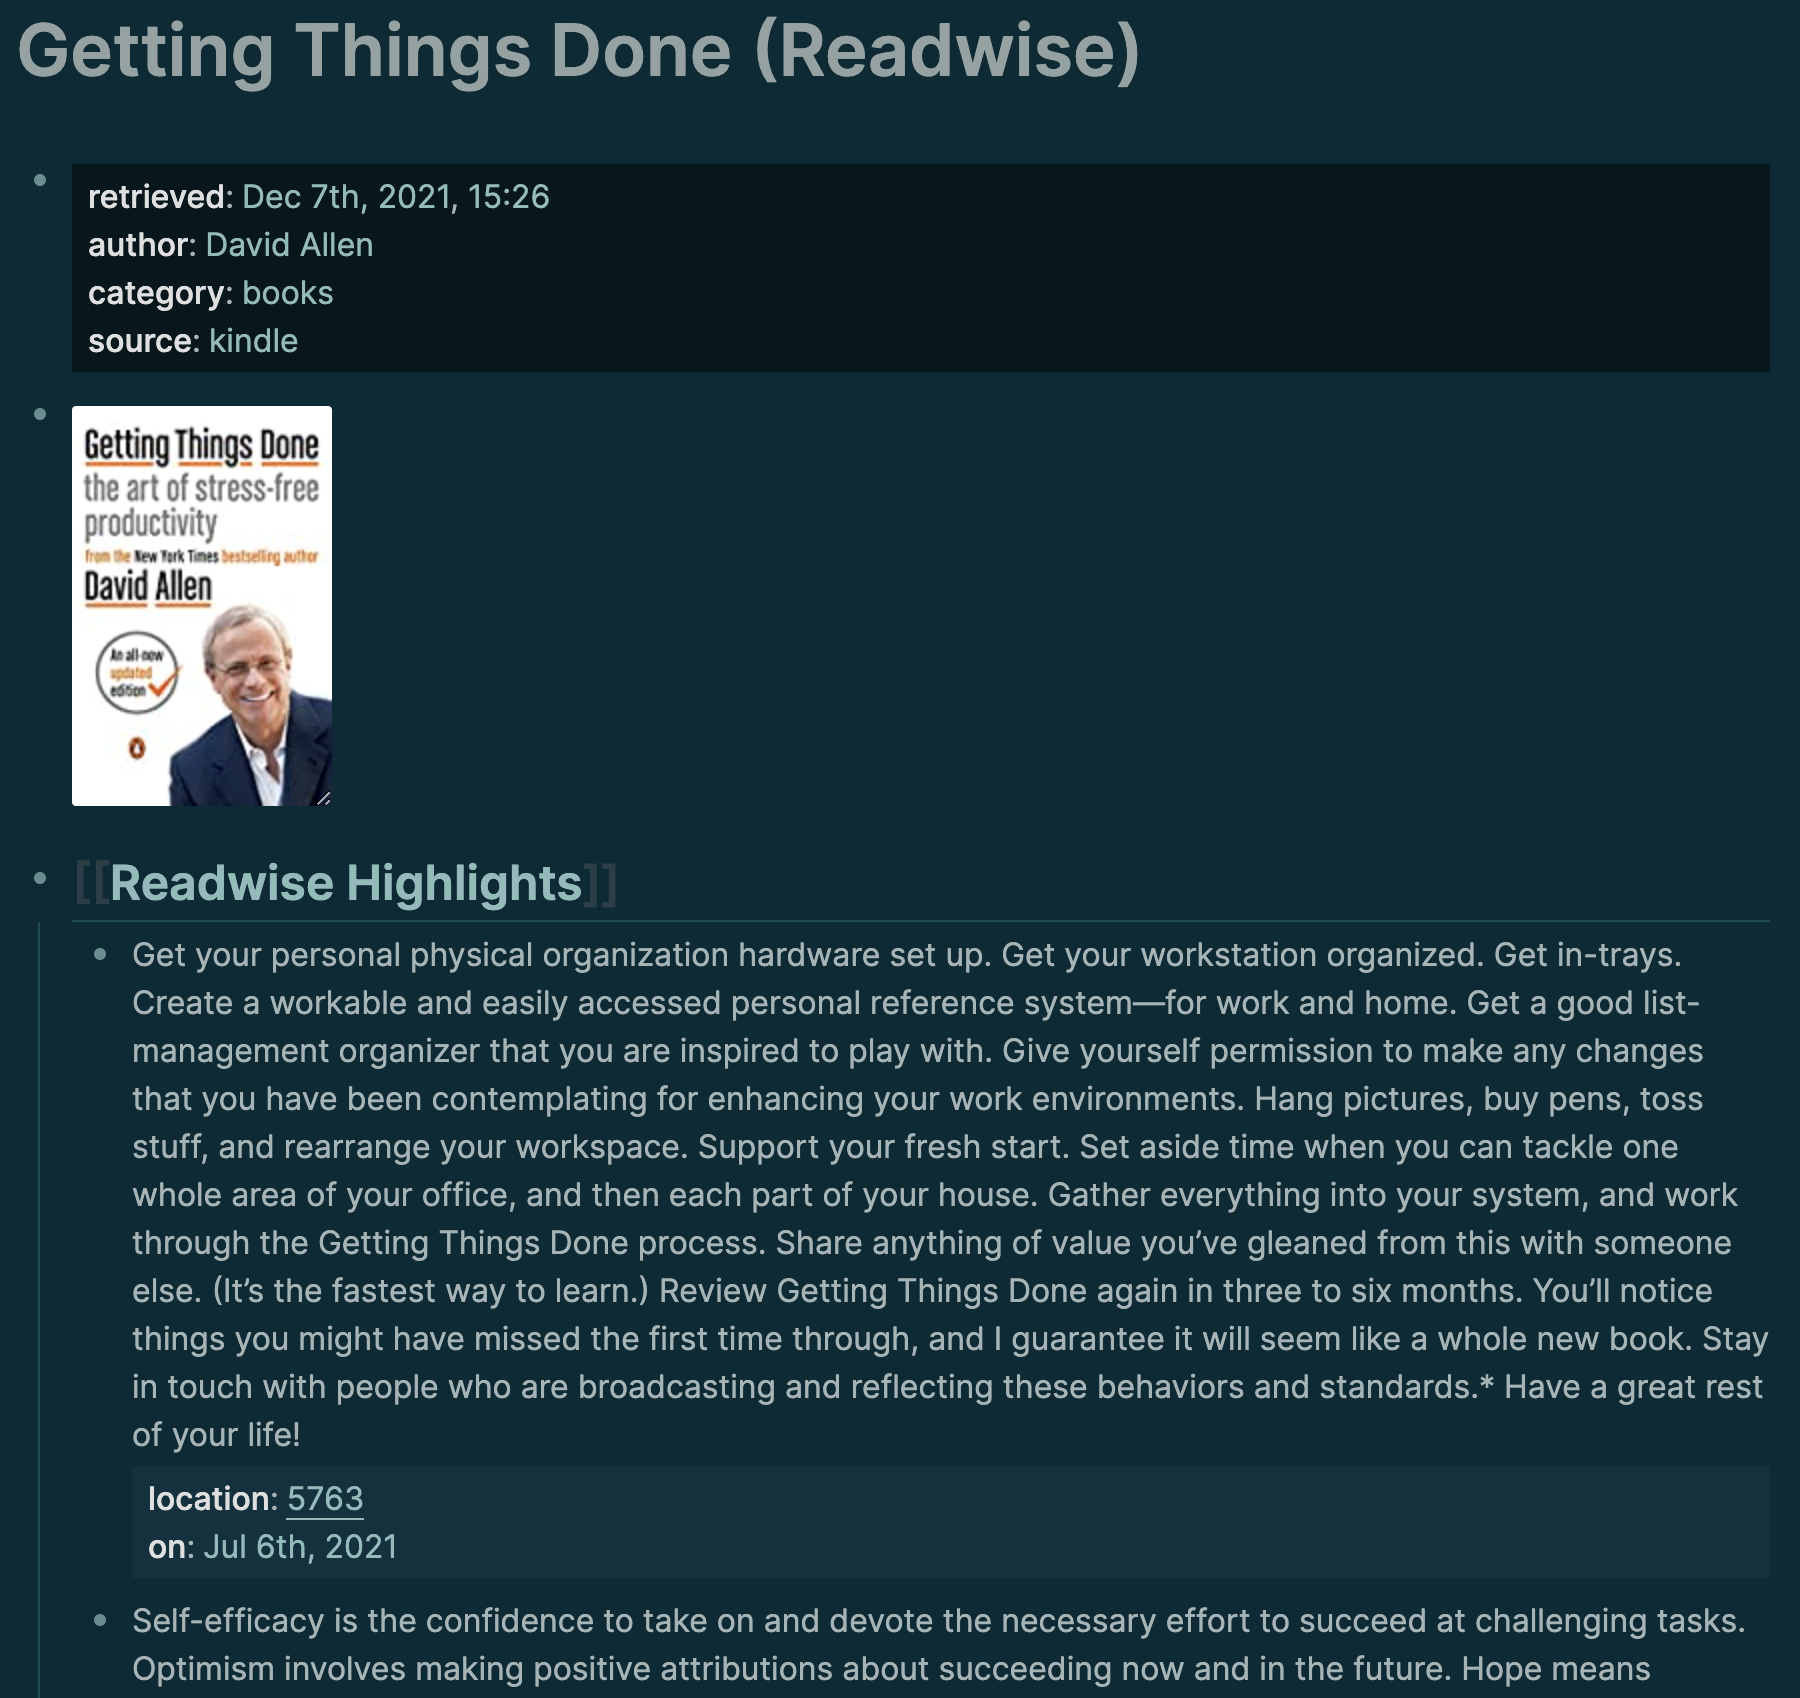 Getting Things Done (Readwise)
retrieved: Dec 7th, 2021, 15:26
author: David Allen
category: books
source: kindle
Getting Things Done
the art of stress-free
productivity
from the New York Times bestselling author
David Allen
An all-new
updated
edition
[[Readwise Highlights]]
Get your personal physical organization hardware set up. Get your workstation organized. Get in-trays.
Create a workable and easily accessed personal reference system—for work and home. Get a good list-
management organizer that you are inspired to play with. Give yourself permission to make any changes
that you have been contemplating for enhancing your work environments. Hang pictures, buy pens, toss
stuff, and rearrange your workspace. Support your fresh start. Set aside time when you can tackle one
whole area of your office, and then each part of your house. Gather everything into your system, and work
through the Getting Things Done process. Share anything of value you’ve gleaned from this with someone
else. (It’s the fastest way to learn.) Review Getting Things Done again in three to six months. You’ll notice
things you might have missed the first time through, and I guarantee it will seem like a whole new book. Stay
in touch with people who are broadcasting and reflecting these behaviors and standards.* Have a great rest
of your life!
location: 5763
on: Jul 6th, 2021
Self-efficacy is the confidence to take on and devote the necessary effort to succeed at challenging tasks.
Optimism involves making positive attributions about succeeding now and in the future. Hope means